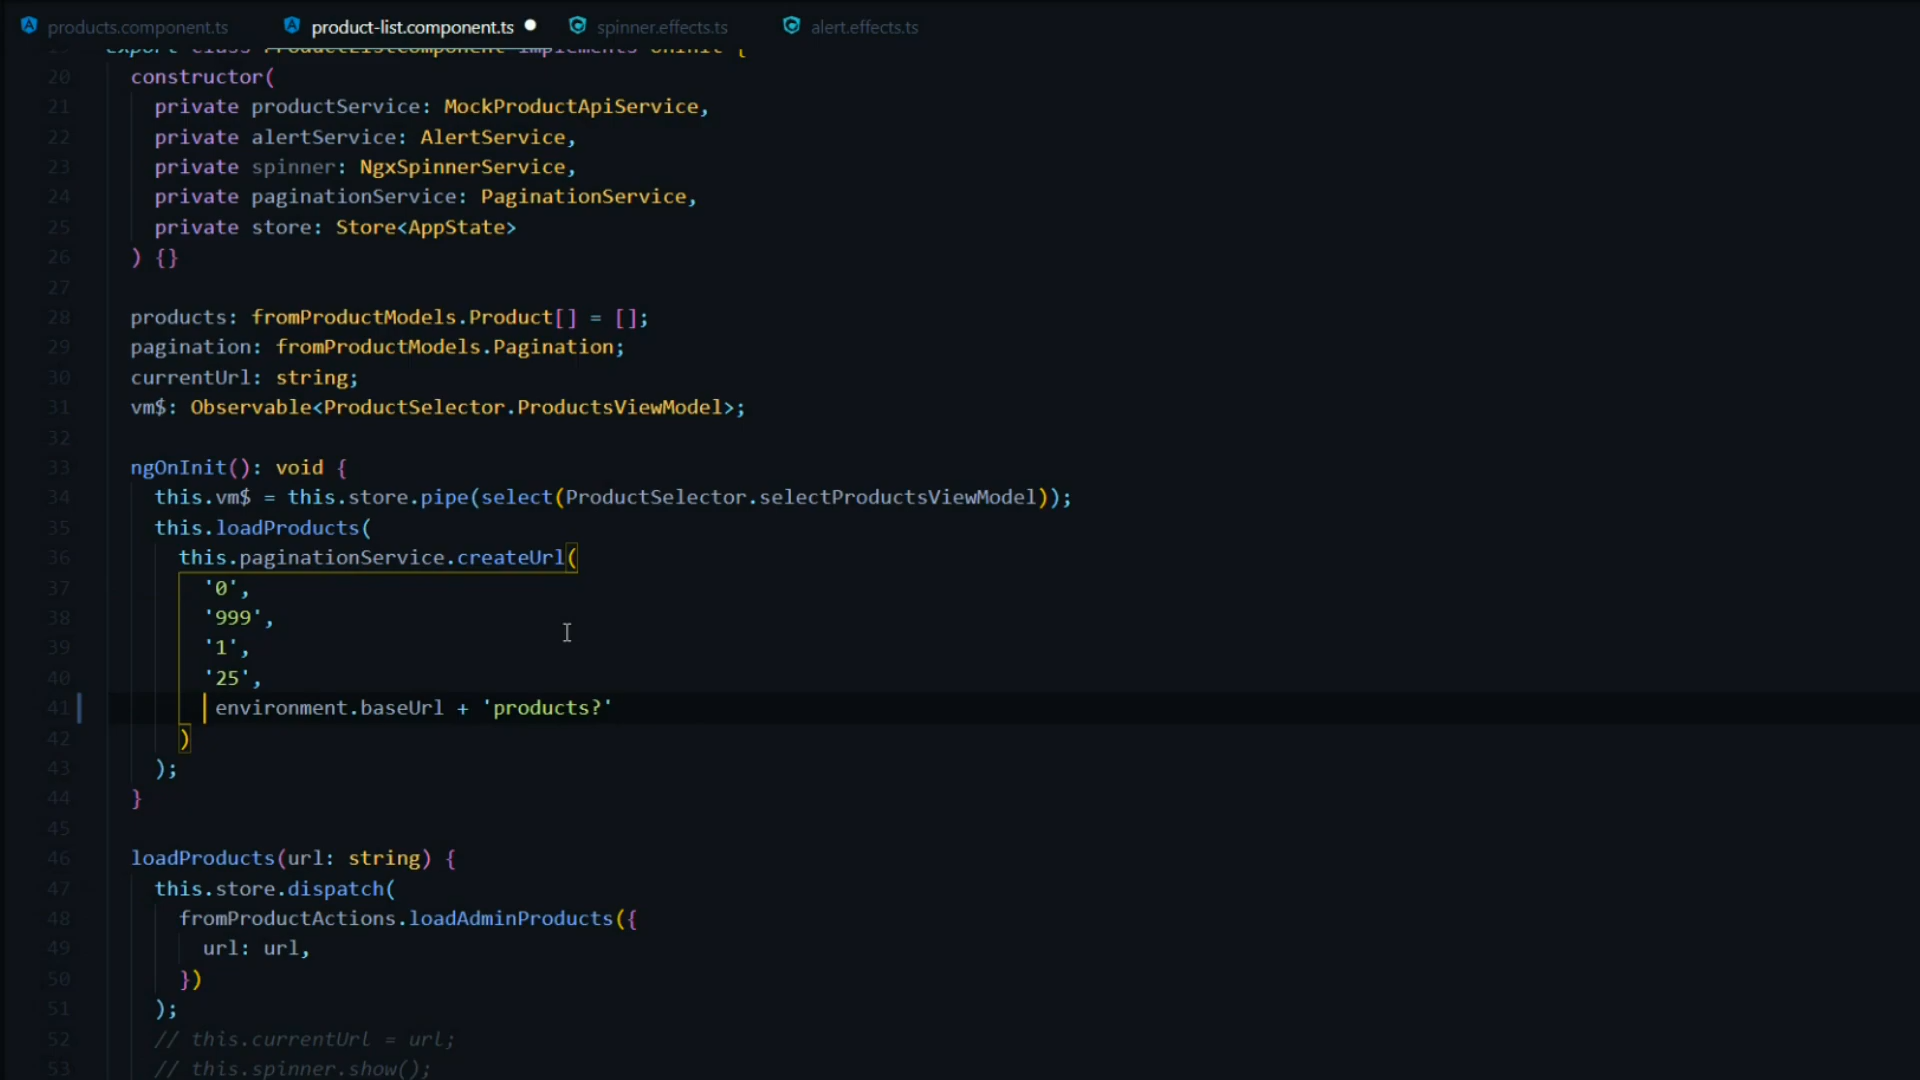 products.component.ts product-list.component.ts spinner.effects.ts alert.effects.ts
19 export class ProductListComponent implements OnInit {
20 constructor(
21 private productService: MockProductApiService,
22 private alertService: AlertService,
23 private spinner: NgxSpinnerService,
24 private paginationService: PaginationService,
25 private store: Store<AppState>
26 ) {}
27
28 products: fromProductModels.Product[] = [];
29 pagination: fromProductModels.Pagination;
30 currentUrl: string;
31 vm$: Observable<ProductSelector.ProductsViewModel>;
32
33 ngOnInit(): void {
34 this.vm$ = this.store.pipe(select(ProductSelector.selectProductsViewModel));
35 this.loadProducts(
36 this.paginationService.createUrl(
37 '0',
38 '999',
39 '1',
40 '25',
41 environment.baseUrl + 'products?'
42 )
43 );
44 }
45
46 loadProducts(url: string) {
47 this.store.dispatch(
48 fromProductActions.loadAdminProducts({
49 url: url,
50 })
51 );
52 // this.currentUrl = url;
53 // this.spinner.show();